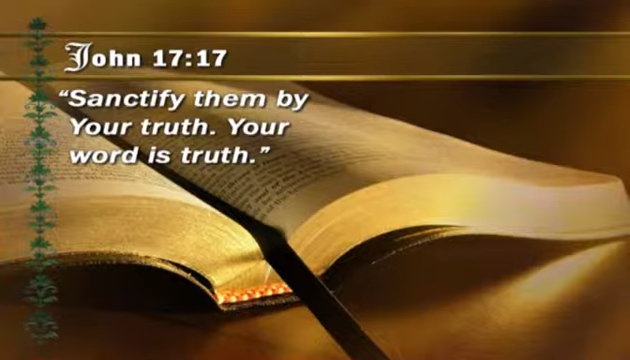 John 17:17
“Sanctify them by
Your truth. Your
word is truth.”